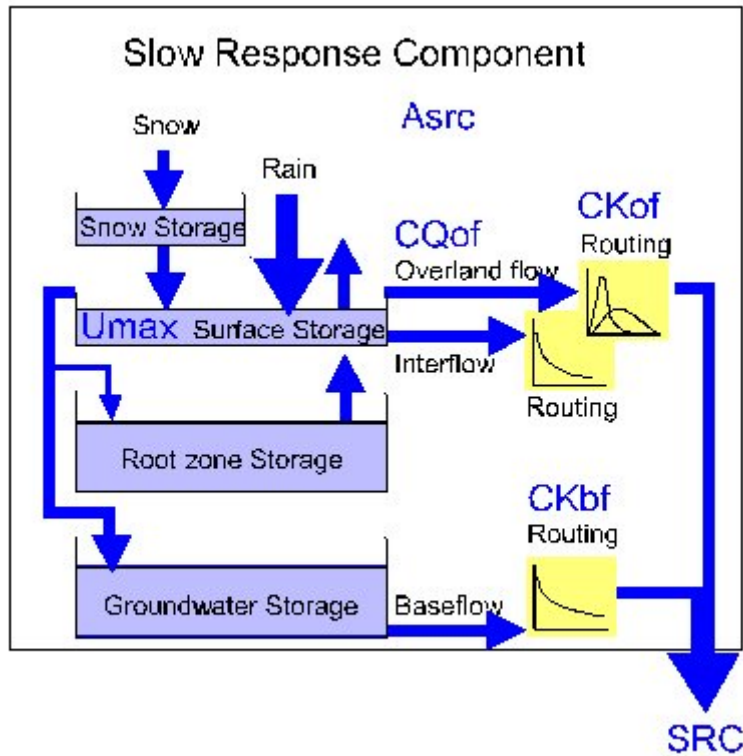 Slow Response Component
Asrc
Snow
Rain
Snow Storage
CQof
CKof
Routing
Overland flow
Umax Surface Storage
Interflow
Routing
Root zone Storage
CKbf
Routing
Groundwater Storage
Baseflow
SRC